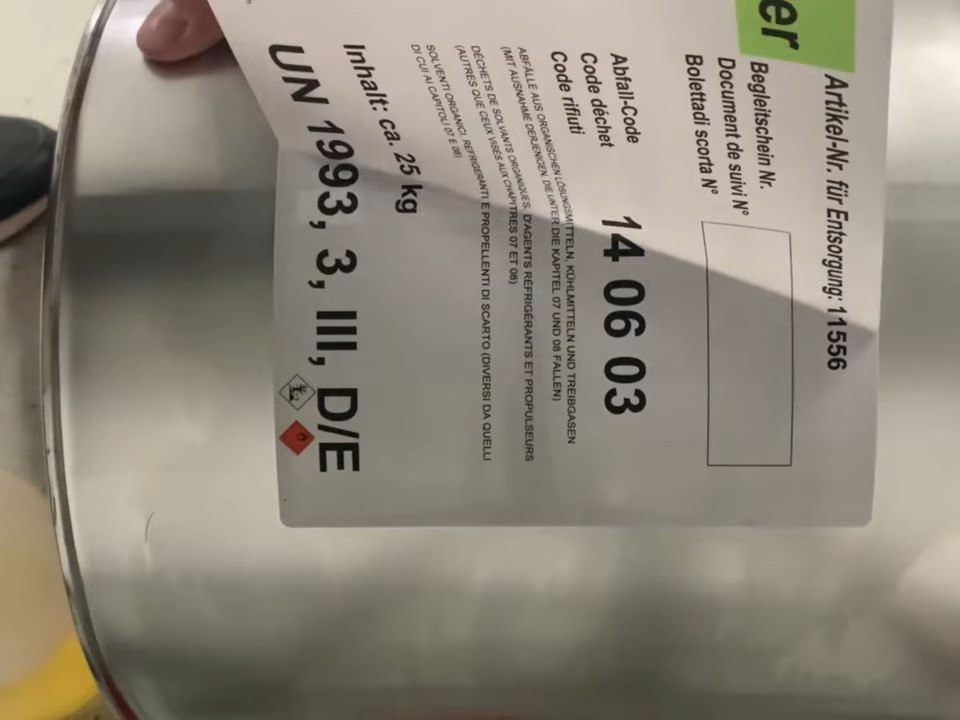 er
Artikel-Nr. für Entsorgung: 11556
Begleitschein Nr.
Document de suivi N°
Bolettadi scorta N°
Abfall-Code
Code déchet
Code rifiuti
14 06 03
ABFÄLLE AUS ORGANISCHEN LÖSUNGSMITTELN, KÜHLMITTELN UND TREIBGASEN
(MIT AUSNAHME DERJENIGEN, DIE UNTER DIE KAPITEL 07 UND 08 FALLEN)
DÉCHETS DE SOLVANTS ORGANIQUES, D'AGENTS RÉFRIGÉRANTS ET PROPULSEURS
(AUTRES QUE CEUX VISÉS AUX CHAPITRES 07 ET 08)
SOLVENTI ORGANICI, REFRIGERANTI E PROPELLENTI DI SCARTO (DIVERSI DA QUELLI
DI CUI AI CAPITOLI 07 E 08)
Inhalt: ca. 25 kg
UN 1993, 3, III, D/E